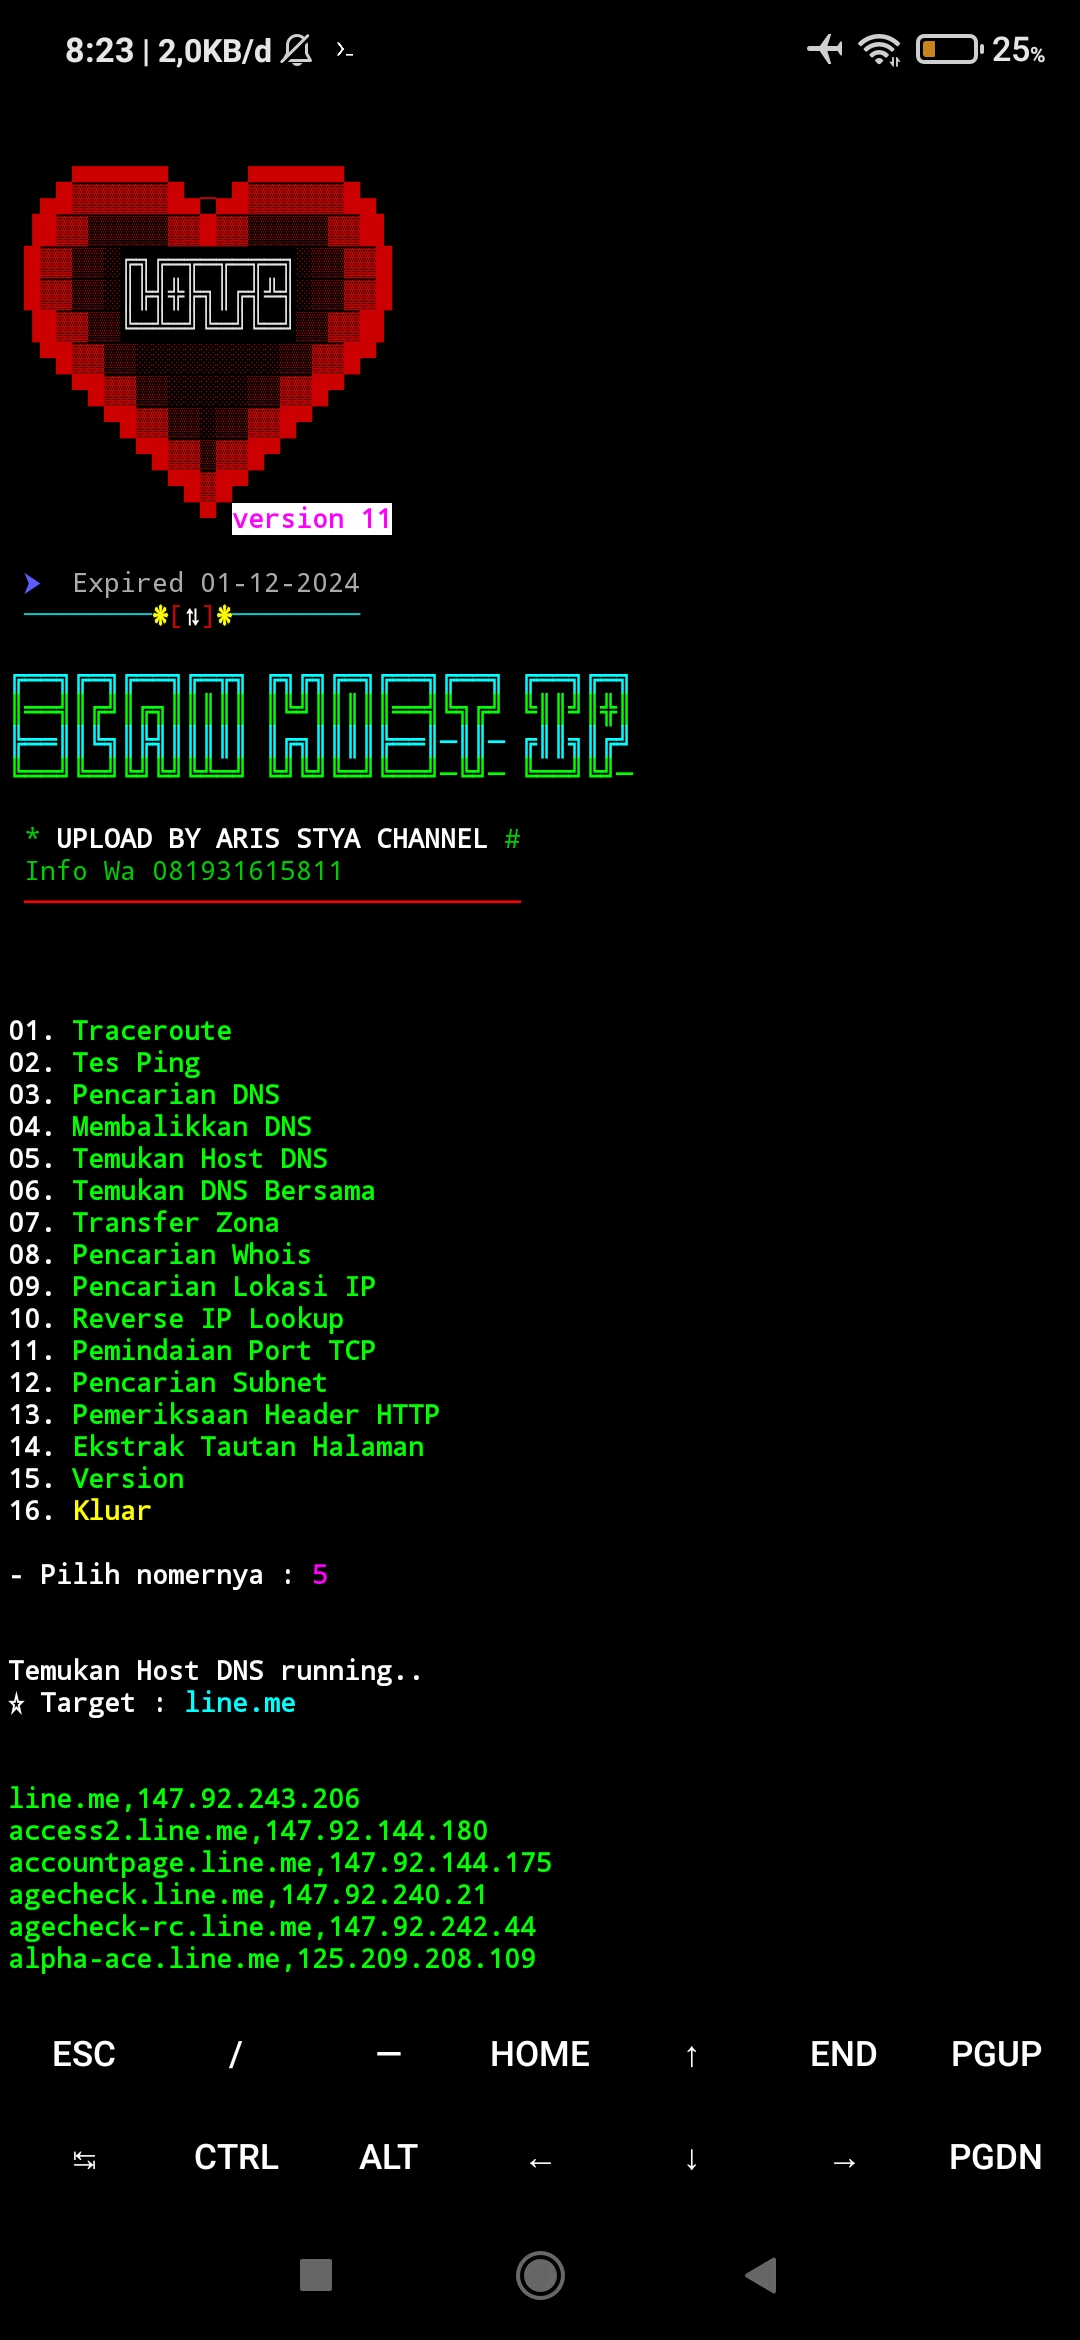 8:23 | 2,0KB/d
25%
version 11
➤ Expired 01-12-2024
*[⇅]*
* UPLOAD BY ARIS STYA CHANNEL #
Info Wa 081931615811
01. Traceroute
02. Tes Ping
03. Pencarian DNS
04. Membalikkan DNS
05. Temukan Host DNS
06. Temukan DNS Bersama
07. Transfer Zona
08. Pencarian Whois
09. Pencarian Lokasi IP
10. Reverse IP Lookup
11. Pemindaian Port TCP
12. Pencarian Subnet
13. Pemeriksaan Header HTTP
14. Ekstrak Tautan Halaman
15. Version
16. Kluar
- Pilih nomernya : 5
Temukan Host DNS running..
☆ Target : line.me
line.me,147.92.243.206
access2.line.me,147.92.144.180
accountpage.line.me,147.92.144.175
agecheck.line.me,147.92.240.21
agecheck-rc.line.me,147.92.242.44
alpha-ace.line.me,125.209.208.109
ESC / — HOME ↑ END PGUP
↹ CTRL ALT ← ↓ → PGDN